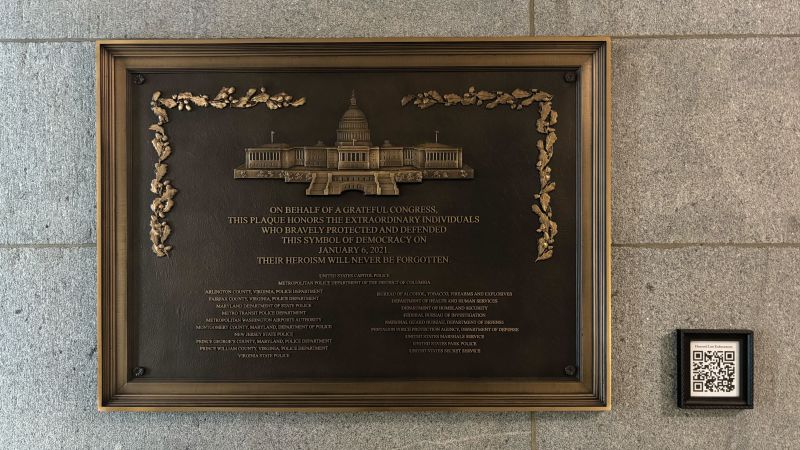 ON BEHALF OF A GRATEFUL CONGRESS,
THIS PLAQUE HONORS THE EXTRAORDINARY INDIVIDUALS
WHO BRAVELY PROTECTED AND DEFENDED
THIS SYMBOL OF DEMOCRACY ON
JANUARY 6, 2021.
THEIR HEROISM WILL NEVER BE FORGOTTEN
UNITED STATES CAPITOL POLICE
METROPOLITAN POLICE DEPARTMENT OF THE DISTRICT OF COLUMBIA
ARLINGTON COUNTY, VIRGINIA, POLICE DEPARTMENT
FAIRFAX COUNTY, VIRGINIA, POLICE DEPARTMENT
MARYLAND DEPARTMENT OF STATE POLICE
METRO TRANSIT POLICE DEPARTMENT
METROPOLITAN WASHINGTON AIRPORTS AUTHORITY
MONTGOMERY COUNTY, MARYLAND, DEPARTMENT OF POLICE
NEW JERSEY STATE POLICE
PRINCE GEORGE'S COUNTY, MARYLAND, POLICE DEPARTMENT
PRINCE WILLIAM COUNTY, VIRGINIA, POLICE DEPARTMENT
VIRGINIA STATE POLICE
BUREAU OF ALCOHOL, TOBACCO, FIREARMS AND EXPLOSIVES
DEPARTMENT OF HEALTH AND HUMAN SERVICES
DEPARTMENT OF HOMELAND SECURITY
FEDERAL BUREAU OF INVESTIGATION
NATIONAL GUARD BUREAU, DEPARTMENT OF DEFENSE
PENTAGON FORCE PROTECTION AGENCY, DEPARTMENT OF DEFENSE
UNITED STATES MARSHALS SERVICE
UNITED STATES PARK POLICE
UNITED STATES SECRET SERVICE